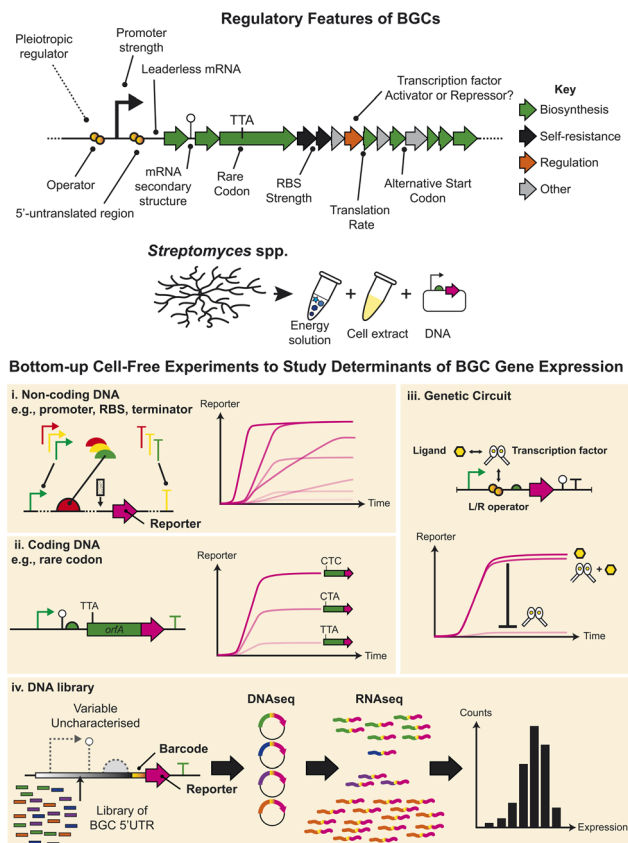 Regulatory Features of BGCs
Pleiotropic
regulator
Promoter
strength
Leaderless mRNA
Transcription factor
Activator or Repressor?
TTA
Operator
5'-untranslated region
mRNA
secondary
structure
Rare
Codon
RBS
Strength
Translation
Rate
Alternative Start
Codon
Key
Biosynthesis
Self-resistance
Regulation
Other
Streptomyces spp.
Energy
solution
Cell extract
DNA
+
+
Bottom-up Cell-Free Experiments to Study Determinants of BGC Gene Expression
i. Non-coding DNA
e.g., promoter, RBS, terminator
Reporter
Reporter
Time
ii. Coding DNA
e.g., rare codon
TTA
orfA
Reporter
CTC
CTA
TTA
Time
iii. Genetic Circuit
Ligand
Transcription factor
L/R operator
Reporter
+
Time
iv. DNA library
Variable
Uncharacterised
Barcode
Reporter
Library of
BGC 5'UTR
DNAseq
RNAseq
Counts
Expression